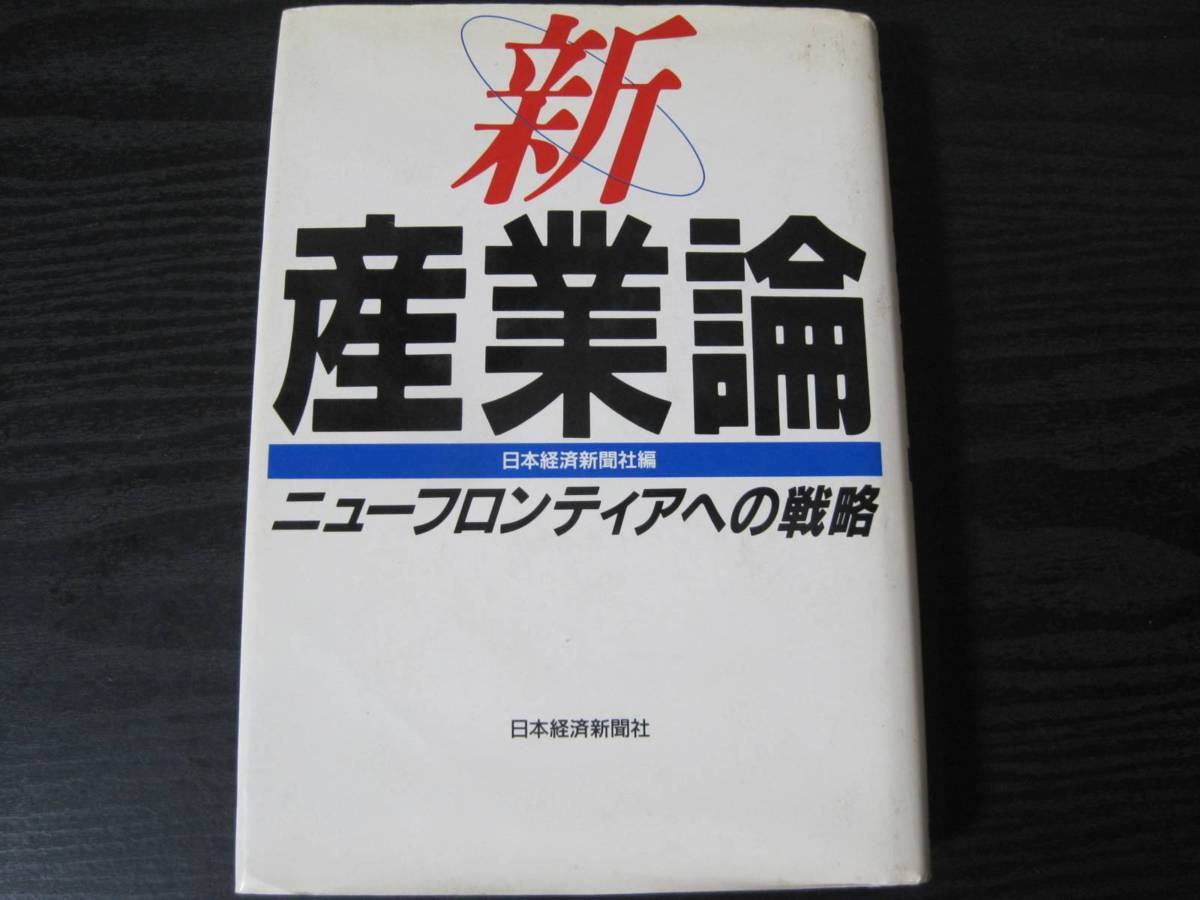 新
産業論
日本経済新聞社編
ニューフロンティアへの戦略
日本経済新聞社